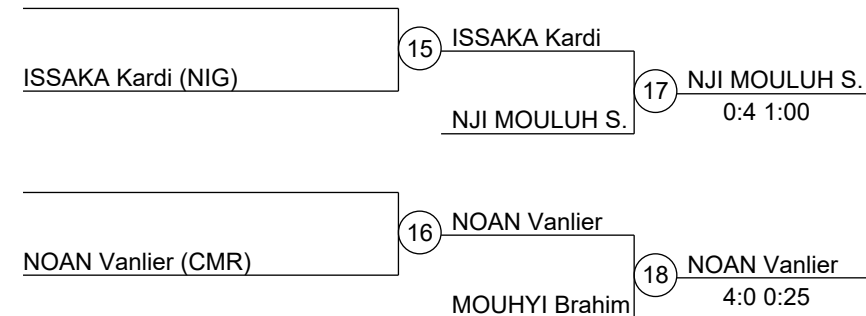 15
ISSAKA Kardi
ISSAKA Kardi (NIG)
17
NJI MOULUH S.
0:4 1:00
NJI MOULUH S.
16
NOAN Vanlier
NOAN Vanlier (CMR)
18
NOAN Vanlier
4:0 0:25
MOUHYI Brahim